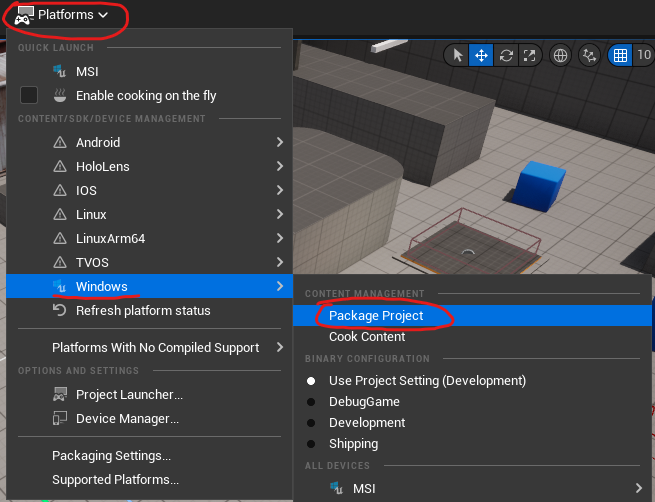 Platforms
QUICK LAUNCH
MSI
Enable cooking on the fly
CONTENT/SDK/DEVICE MANAGEMENT
Android
HoloLens
IOS
Linux
LinuxArm64
TVOS
Windows
Refresh platform status
Platforms With No Compiled Support
OPTIONS AND SETTINGS
Project Launcher...
Device Manager...
Packaging Settings...
Supported Platforms...
10
CONTENT MANAGEMENT
Package Project
Cook Content
BINARY CONFIGURATION
Use Project Setting (Development)
DebugGame
Development
Shipping
ALL DEVICES
MSI